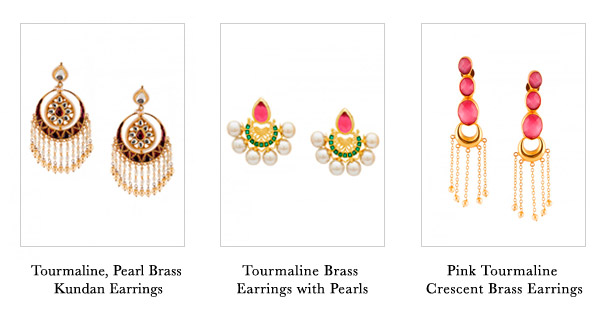 Tourmaline, Pearl Brass
Kundan Earrings
Tourmaline Brass
Earrings with Pearls
Pink Tourmaline
Crescent Brass Earrings